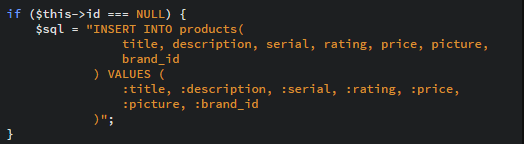 if ($this->id === NULL) {
$sql = "INSERT INTO products(
title, description, serial, rating, price, picture,
brand_id
) VALUES (
:title, :description, :serial, :rating, :price,
:picture, :brand_id
)";
}